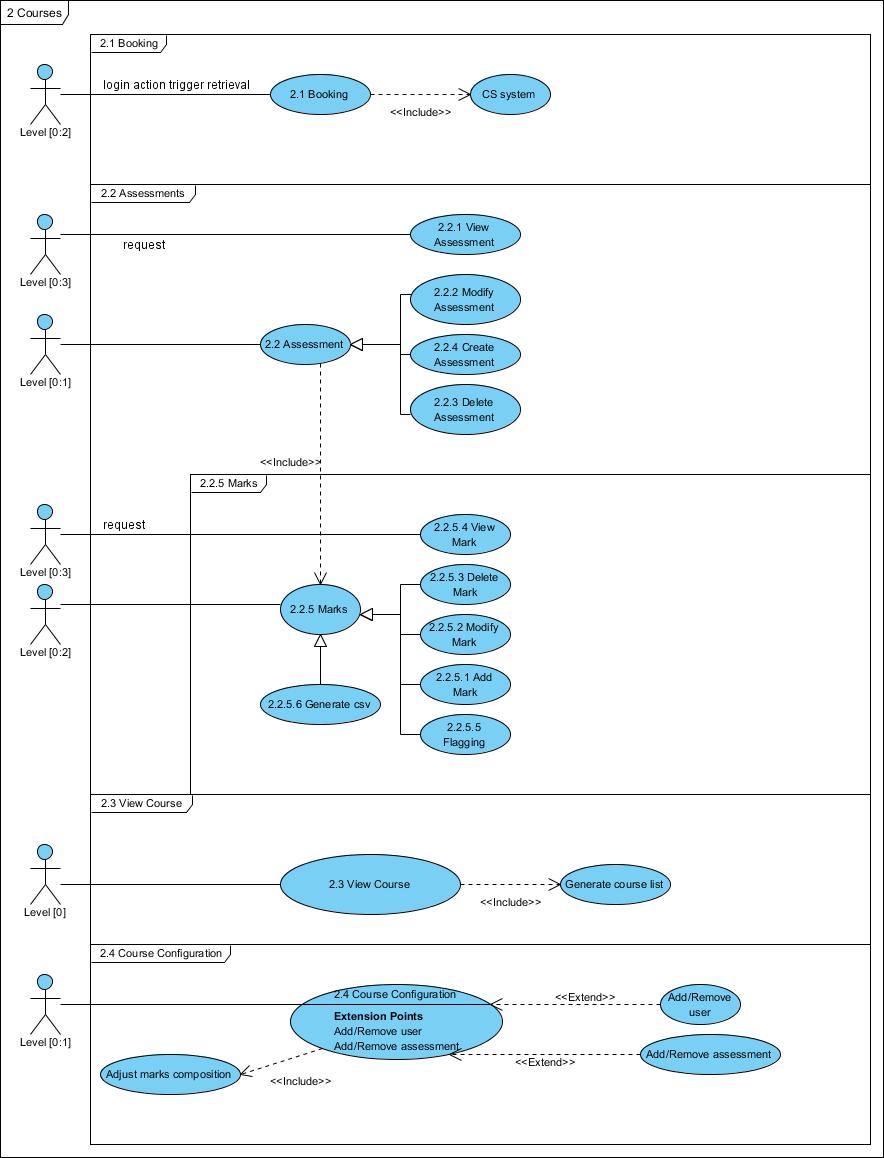 2 Courses
2.1 Booking
login action trigger retrieval
2.1 Booking
CS system
<<Include>>
Level [0:2]
2.2 Assessments
2.2.1 View
Assessment
request
Level [0:3]
2.2.2 Modify
Assessment
2.2 Assessment
2.2.4 Create
Assessment
Level [0:1]
2.2.3 Delete
Assessment
<<Include>>
2.2.5 Marks
request
2.2.5.4 View
Mark
Level [0:3]
2.2.5.3 Delete
Mark
2.2.5 Marks
2.2.5.2 Modify
Mark
Level [0:2]
2.2.5.1 Add
Mark
2.2.5.6 Generate csv
2.2.5.5
Flagging
2.3 View Course
2.3 View Course
Generate course list
<<Include>>
Level [0]
2.4 Course Configuration
2.4 Course Configuration
Extension Points
Add/Remove user
Add/Remove assessment
<<Extend>>
Add/Remove
user
Level [0:1]
<<Extend>>
Add/Remove assessment
Adjust marks composition
<<Include>>